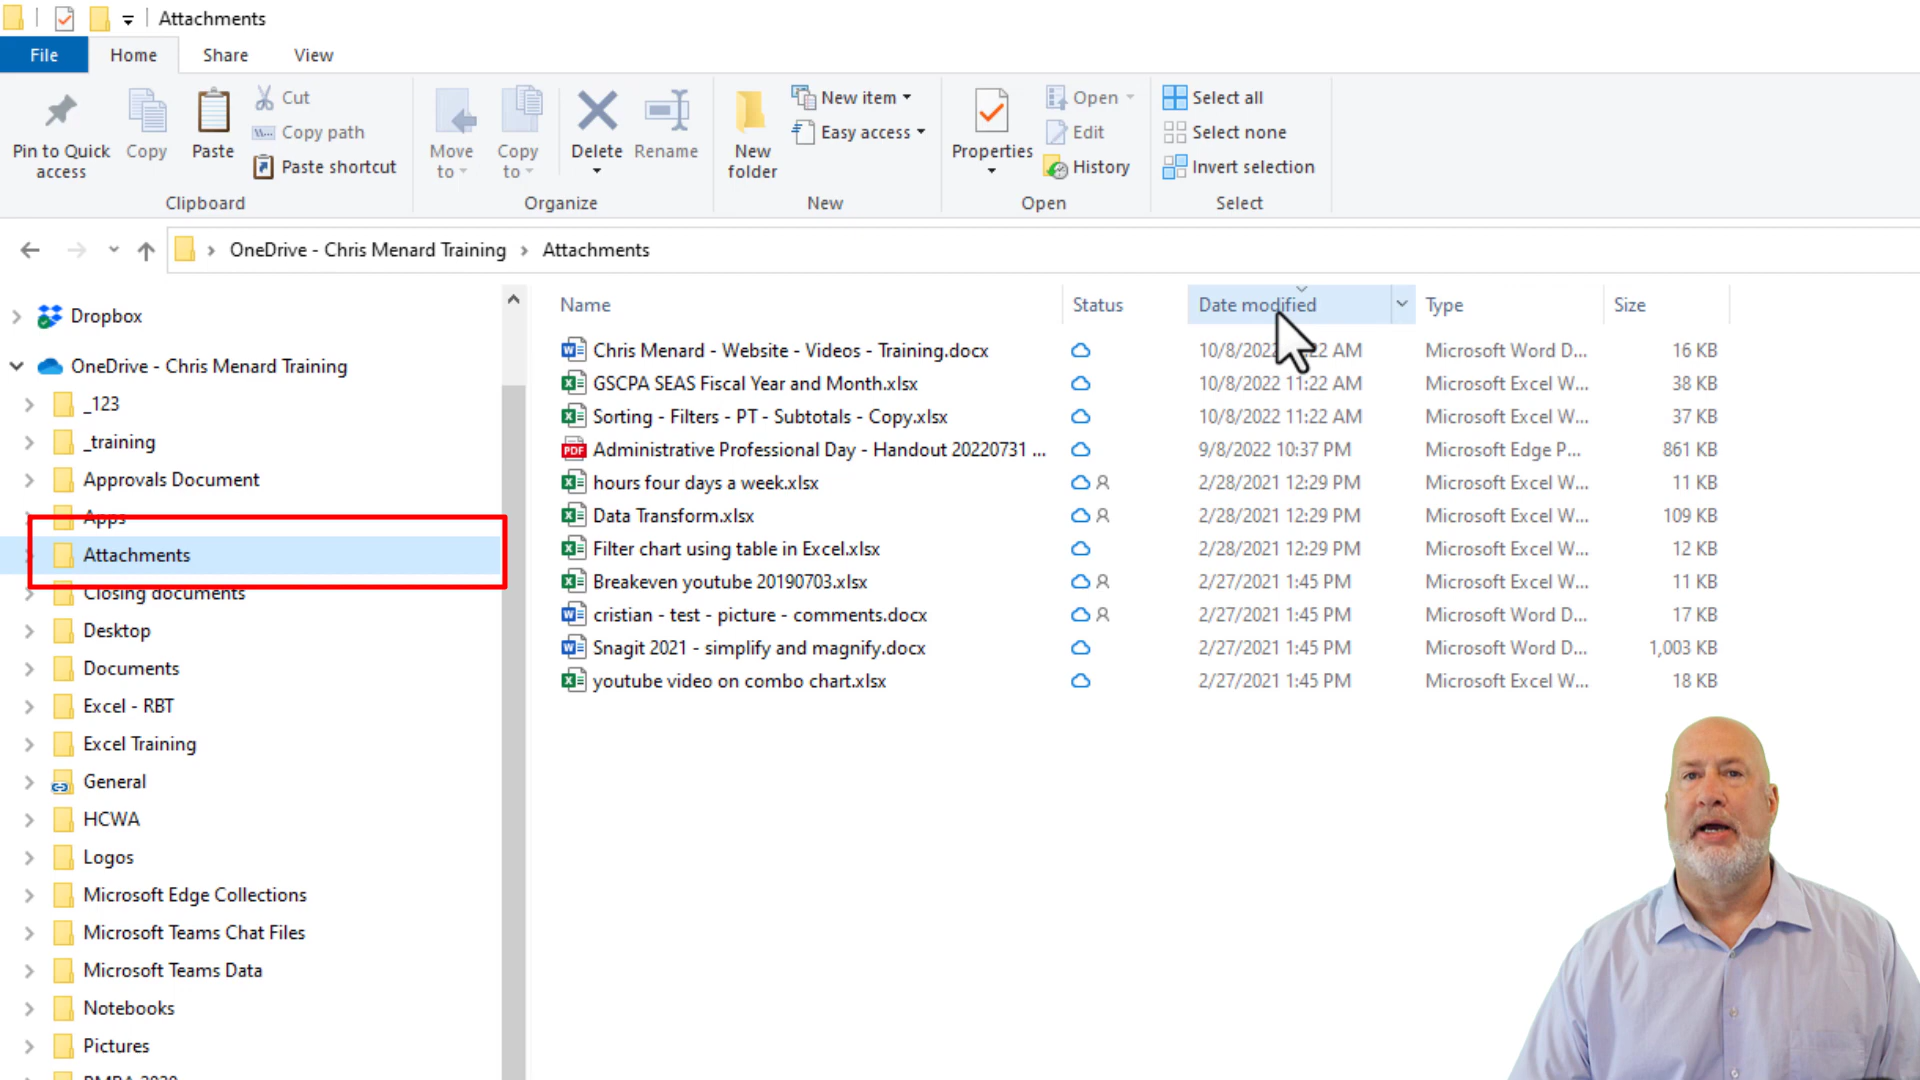 Attachments
File Home Share View
Pin to Quick access
Copy
Paste
Cut
Copy path
Paste shortcut
Clipboard
Move to
Copy to
Delete
Rename
Organize
New folder
New item
Easy access
New
Properties
Open
Edit
History
Open
Select all
Select none
Invert selection
Select
OneDrive - Chris Menard Training > Attachments
Dropbox
OneDrive - Chris Menard Training
_123
_training
Approvals Document
Apps
Attachments
Closing documents
Desktop
Documents
Excel - RBT
Excel Training
General
HCWA
Logos
Microsoft Edge Collections
Microsoft Teams Chat Files
Microsoft Teams Data
Notebooks
Pictures
Name Status Date modified Type Size
Chris Menard - Website - Videos - Training.docx 10/8/2022 AM Microsoft Word D... 16 KB
GSCPA SEAS Fiscal Year and Month.xlsx 10/8/2022 11:22 AM Microsoft Excel W... 38 KB
Sorting - Filters - PT - Subtotals - Copy.xlsx 10/8/2022 11:22 AM Microsoft Excel W... 37 KB
PDF Administrative Professional Day - Handout 20220731 ... 9/8/2022 10:37 PM Microsoft Edge P... 861 KB
hours four days a week.xlsx 2/28/2021 12:29 PM Microsoft Excel W... 11 KB
Data Transform.xlsx 2/28/2021 12:29 PM Microsoft Excel W... 109 KB
Filter chart using table in Excel.xlsx 2/28/2021 12:29 PM Microsoft Excel W... 12 KB
Breakeven youtube 20190703.xlsx 2/27/2021 1:45 PM Microsoft Excel W... 11 KB
cristian - test - picture - comments.docx 2/27/2021 1:45 PM Microsoft Word D... 17 KB
Snagit 2021 - simplify and magnify.docx 2/27/2021 1:45 PM Microsoft Word D... 1,003 KB
youtube video on combo chart.xlsx 2/27/2021 1:45 PM Microsoft Excel W... 18 KB